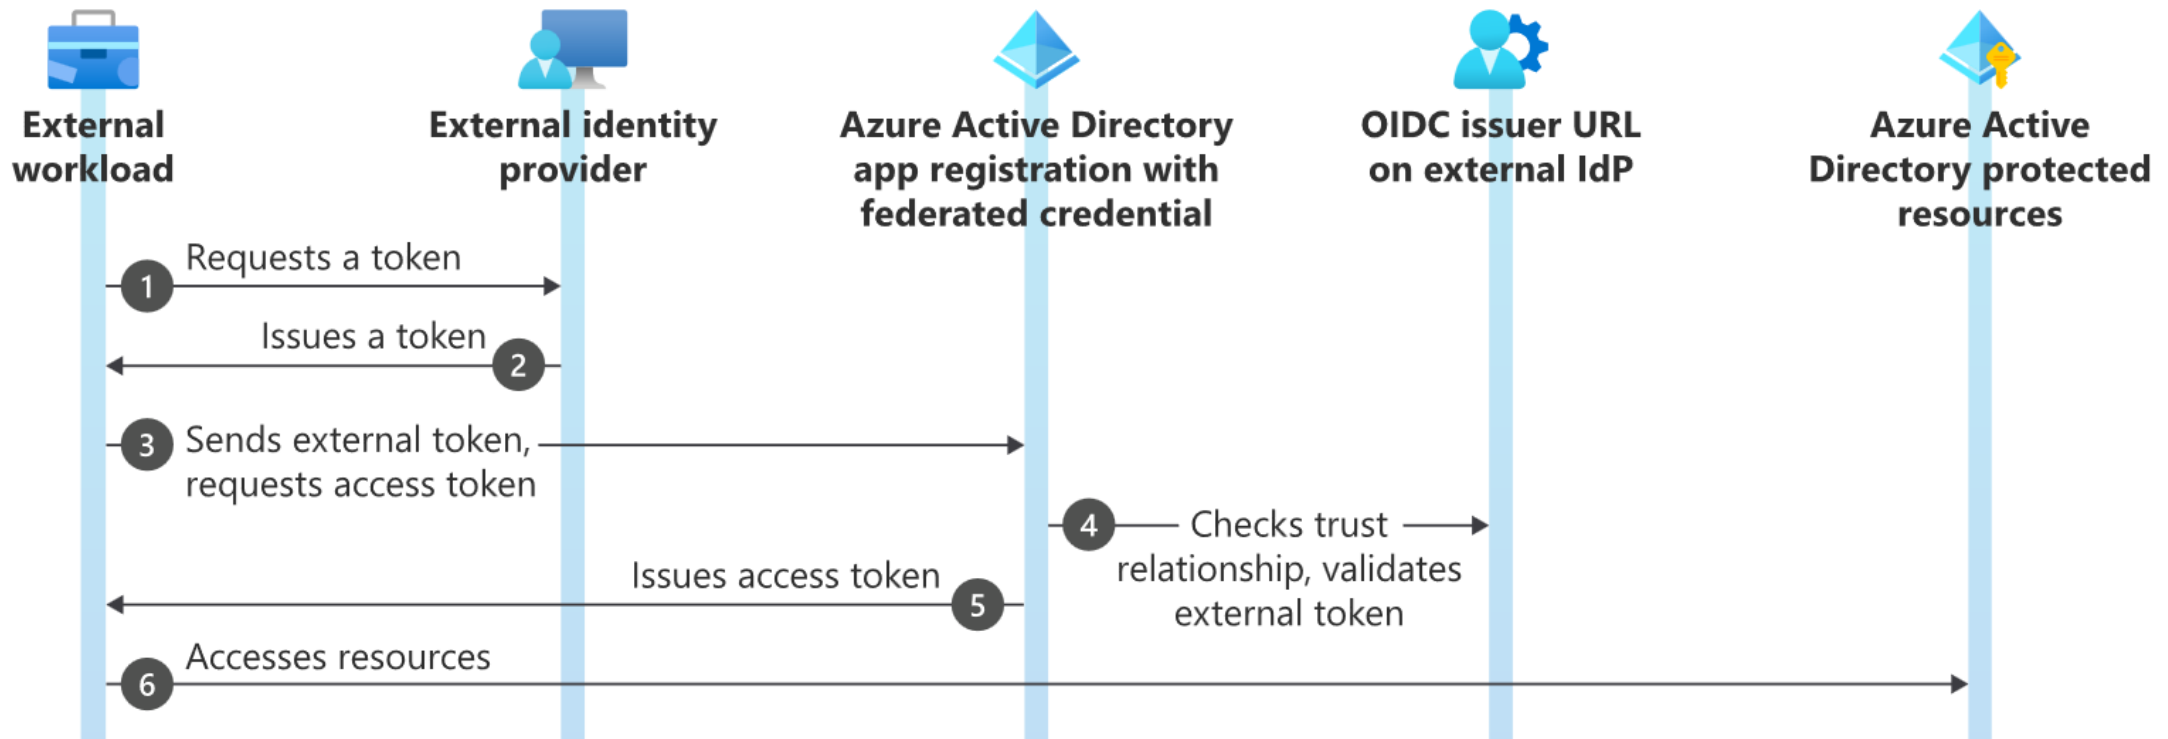 External
workload
External identity
provider
Azure Active Directory
app registration with
federated credential
OIDC issuer URL
on external IdP
Azure Active
Directory protected
resources
Requests a token
1
Issues a token
2
3
Sends external token,
requests access token
4
Checks trust
relationship, validates
external token
Issues access token
5
Accesses resources
6